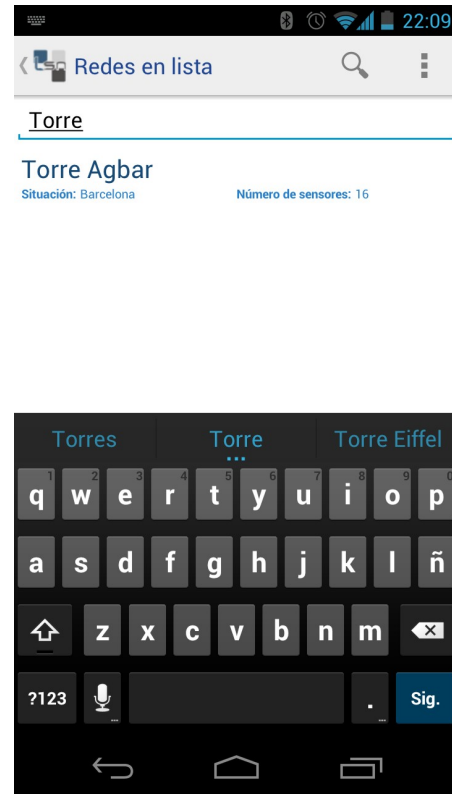 22:09
Redes en lista
Torre
Torre Agbar
Situación: Barcelona Número de sensores: 16
Torres Torre Torre Eiffel
1 2 3 4 5 6 7 8 9 0
q w e r t y u i o p
a s d f g h j k l ñ
z x c v b n m
?123 . Sig.